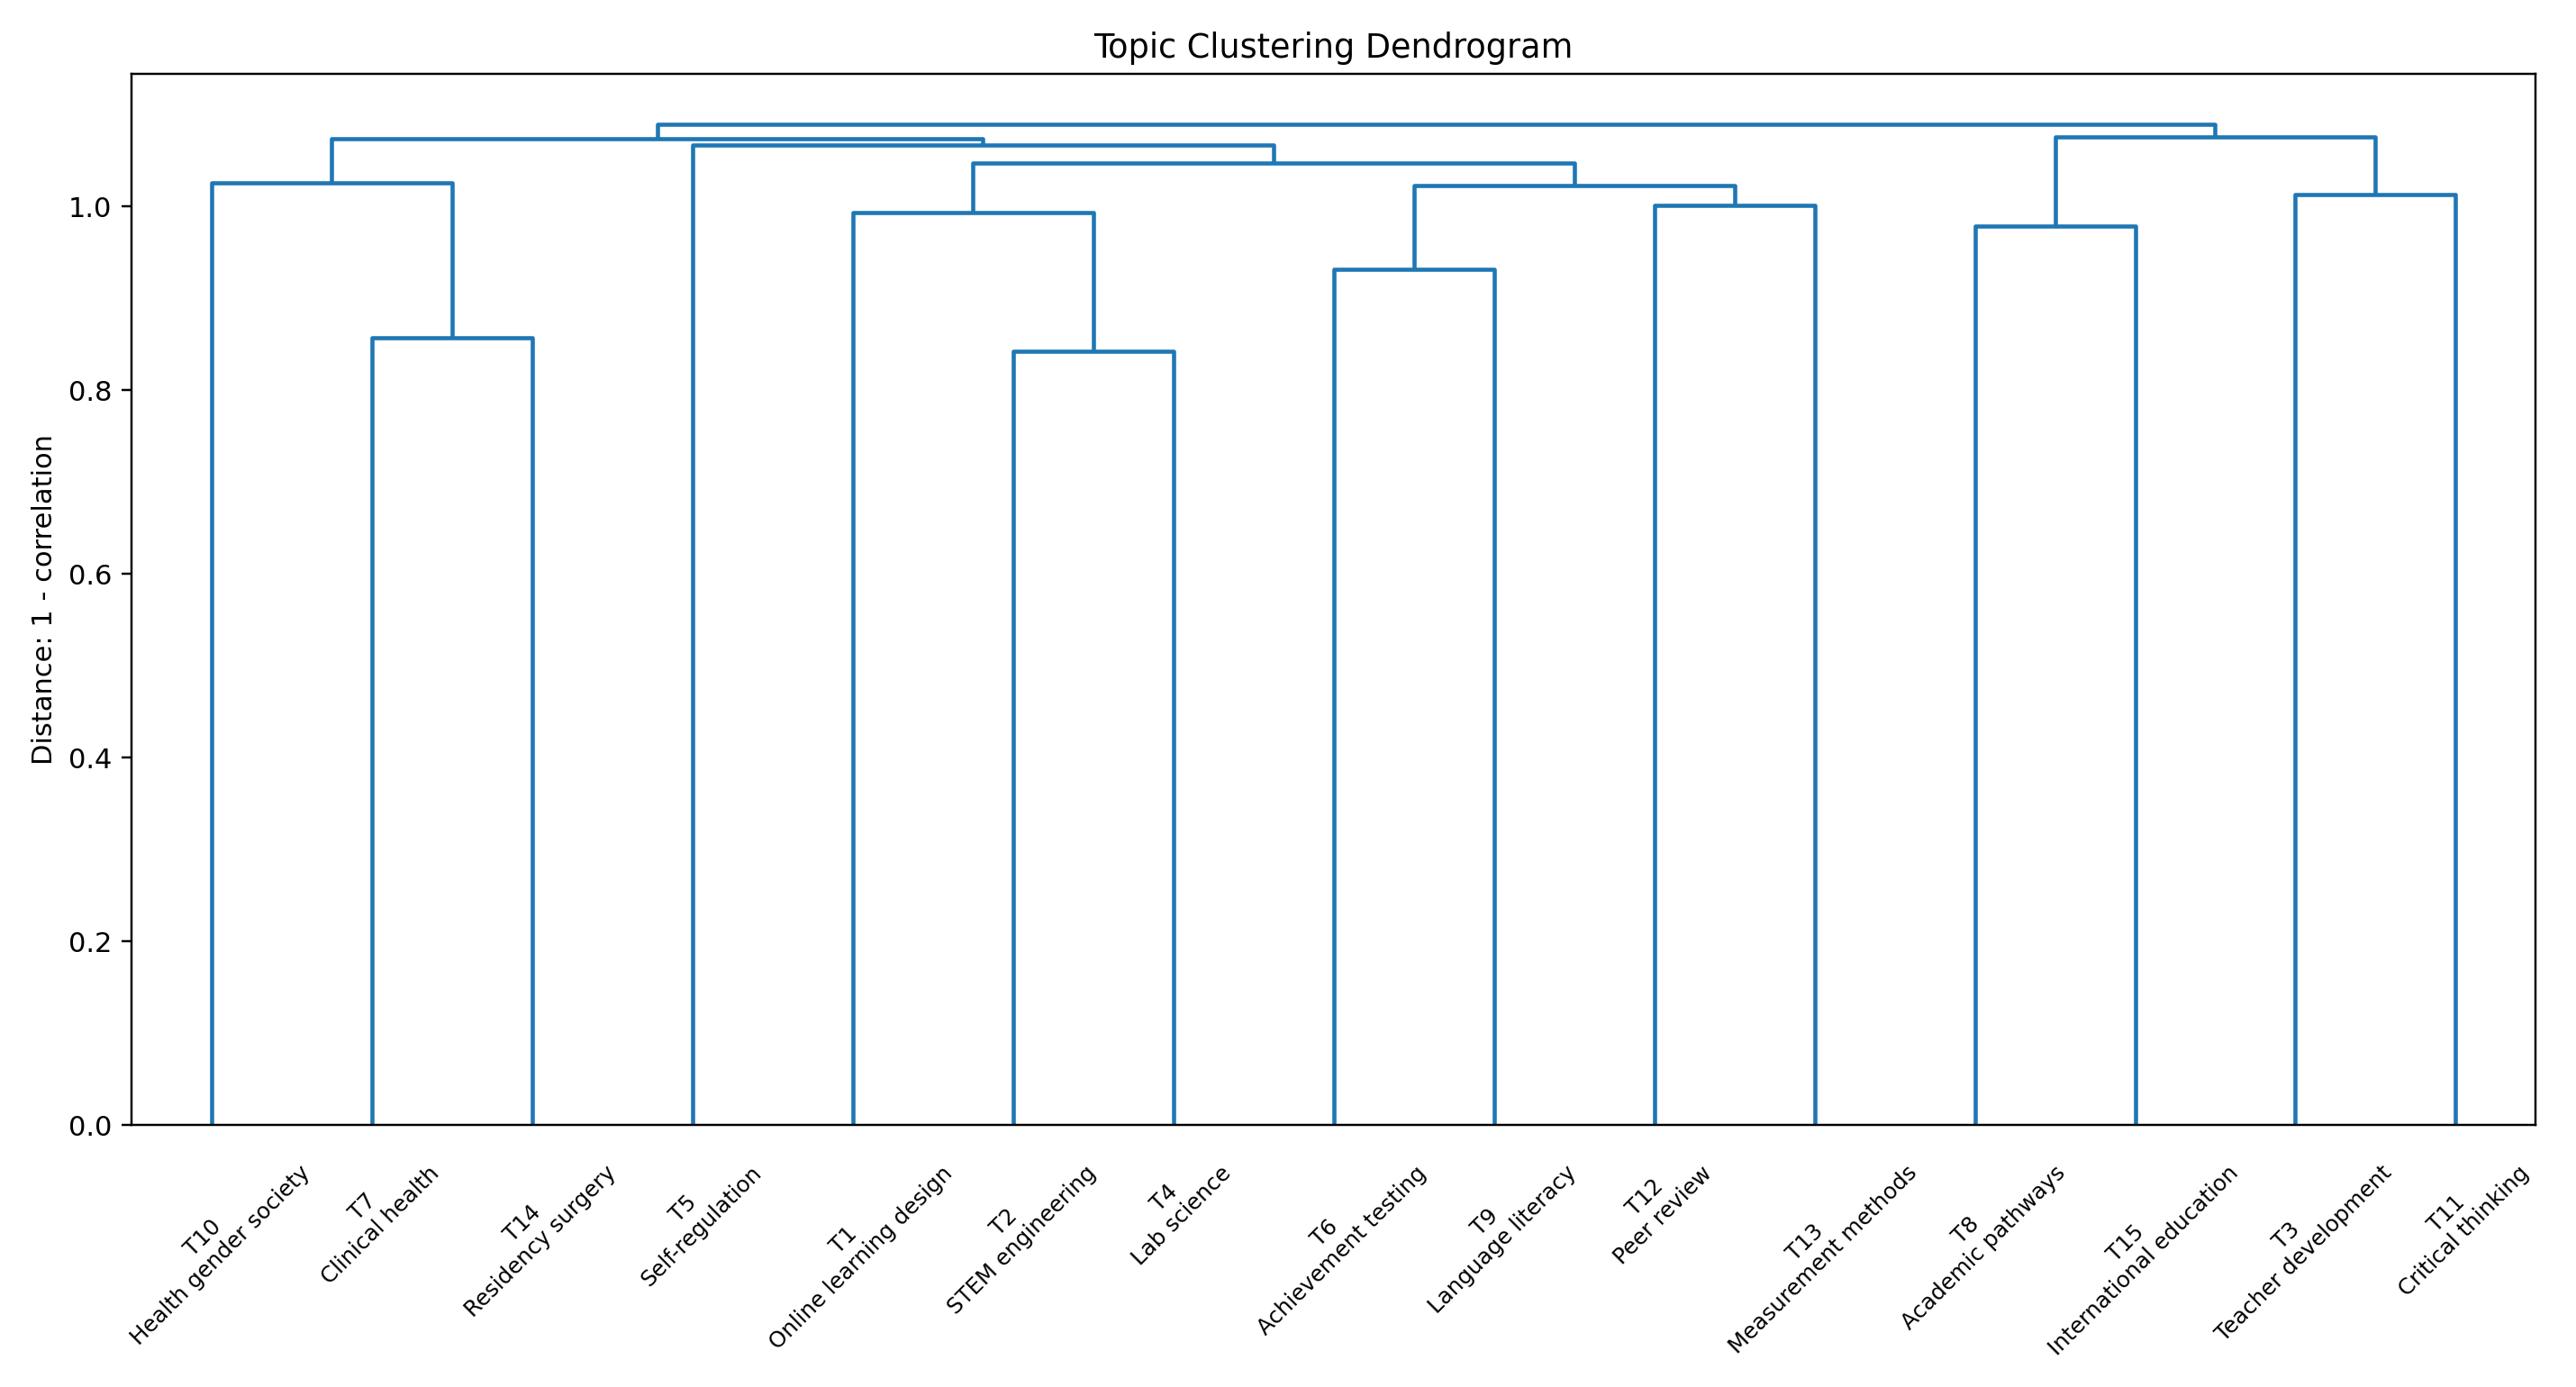 Topic Clustering Dendrogram
Distance: 1 - correlation
1.0
0.8
0.6
0.4
0.2
0.0
T10
Health gender society
T7
Clinical health
T14
Residency surgery
T5
Self-regulation
T1
Online learning design
T2
STEM engineering
T4
Lab science
T6
Achievement testing
T9
Language literacy
T12
Peer review
T13
Measurement methods
T8
Academic pathways
T15
International education
T3
Teacher development
T11
Critical thinking